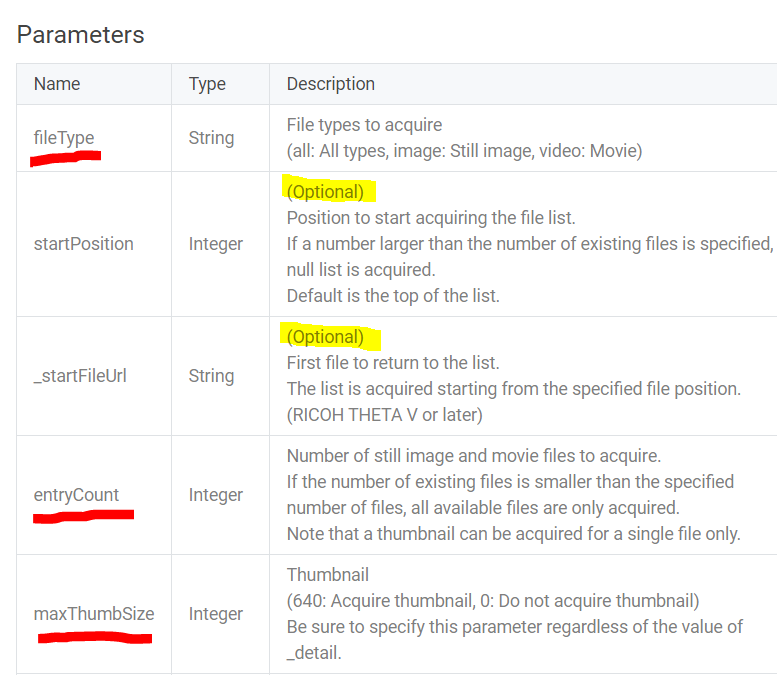 Parameters
Name Type Description
fileType String File types to acquire
(all: All types, image: Still image, video: Movie)
startPosition Integer (Optional)
Position to start acquiring the file list.
If a number larger than the number of existing files is specified,
null list is acquired.
Default is the top of the list.
_startFileUrl String (Optional)
First file to return to the list.
The list is acquired starting from the specified file position.
(RICOH THETA V or later)
entryCount Integer Number of still image and movie files to acquire.
If the number of existing files is smaller than the specified
number of files, all available files are only acquired.
Note that a thumbnail can be acquired for a single file only.
maxThumbSize Integer Thumbnail
(640: Acquire thumbnail, 0: Do not acquire thumbnail)
Be sure to specify this parameter regardless of the value of
_detail.